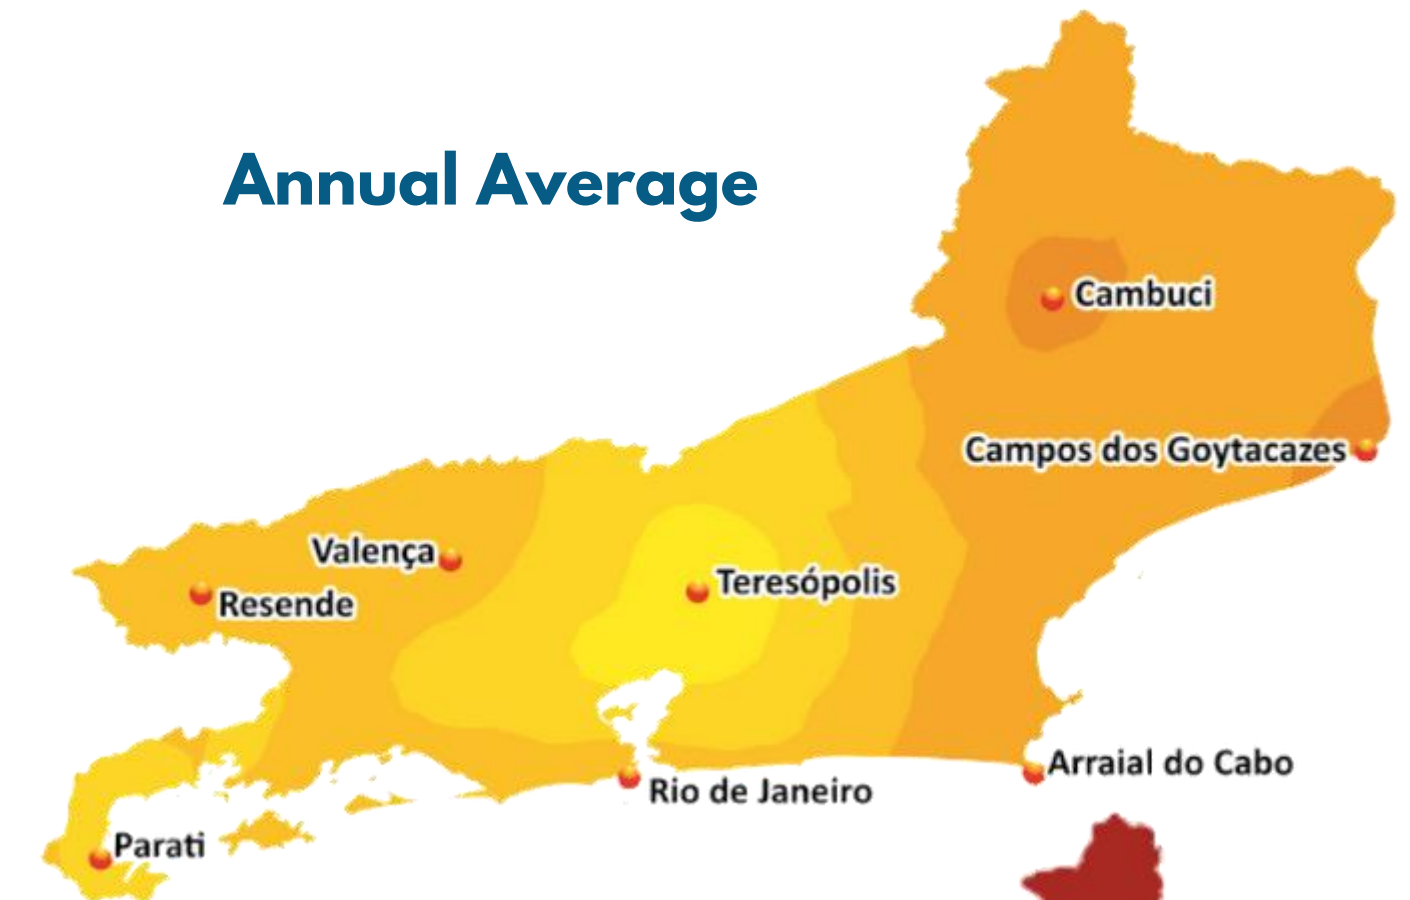 Annual Average
Cambuci
Campos dos Goytacazes
Valença
Teresópolis
Resende
Arraial do Cabo
Rio de Janeiro
Parati